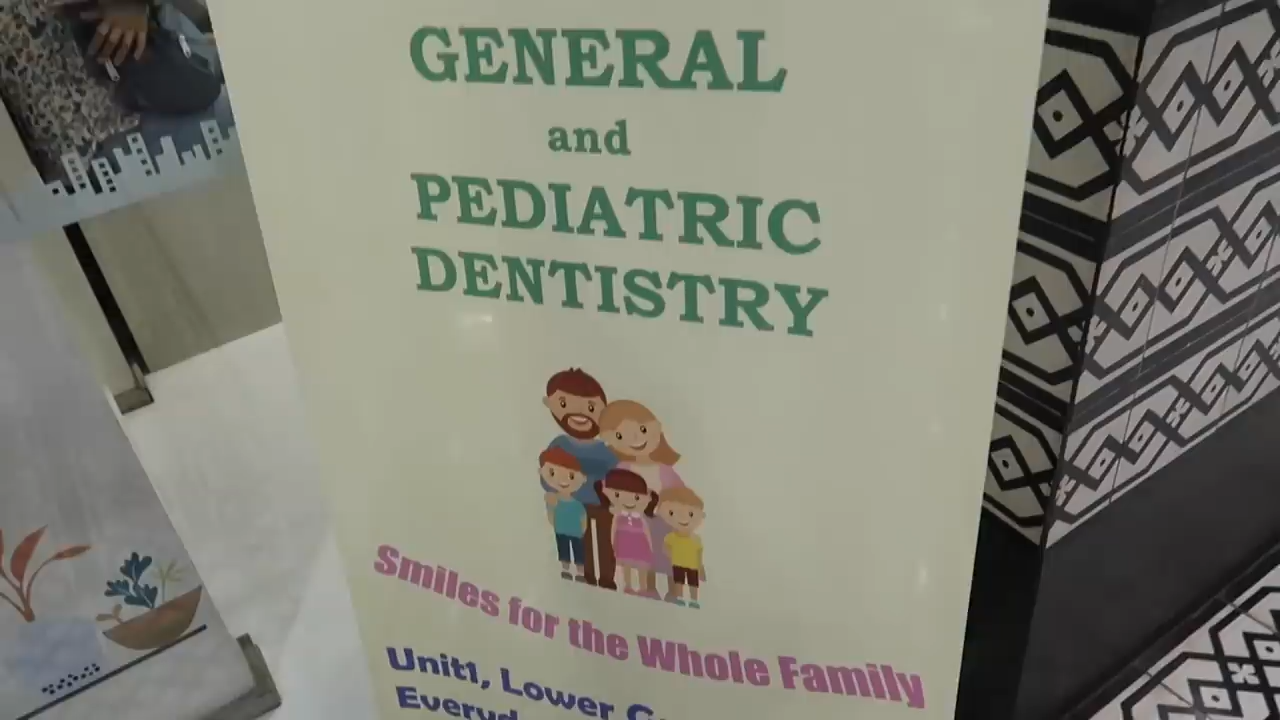 GENERAL
and
PEDIATRIC
DENTISTRY
Smiles for the Whole Family
Unit1, Lower